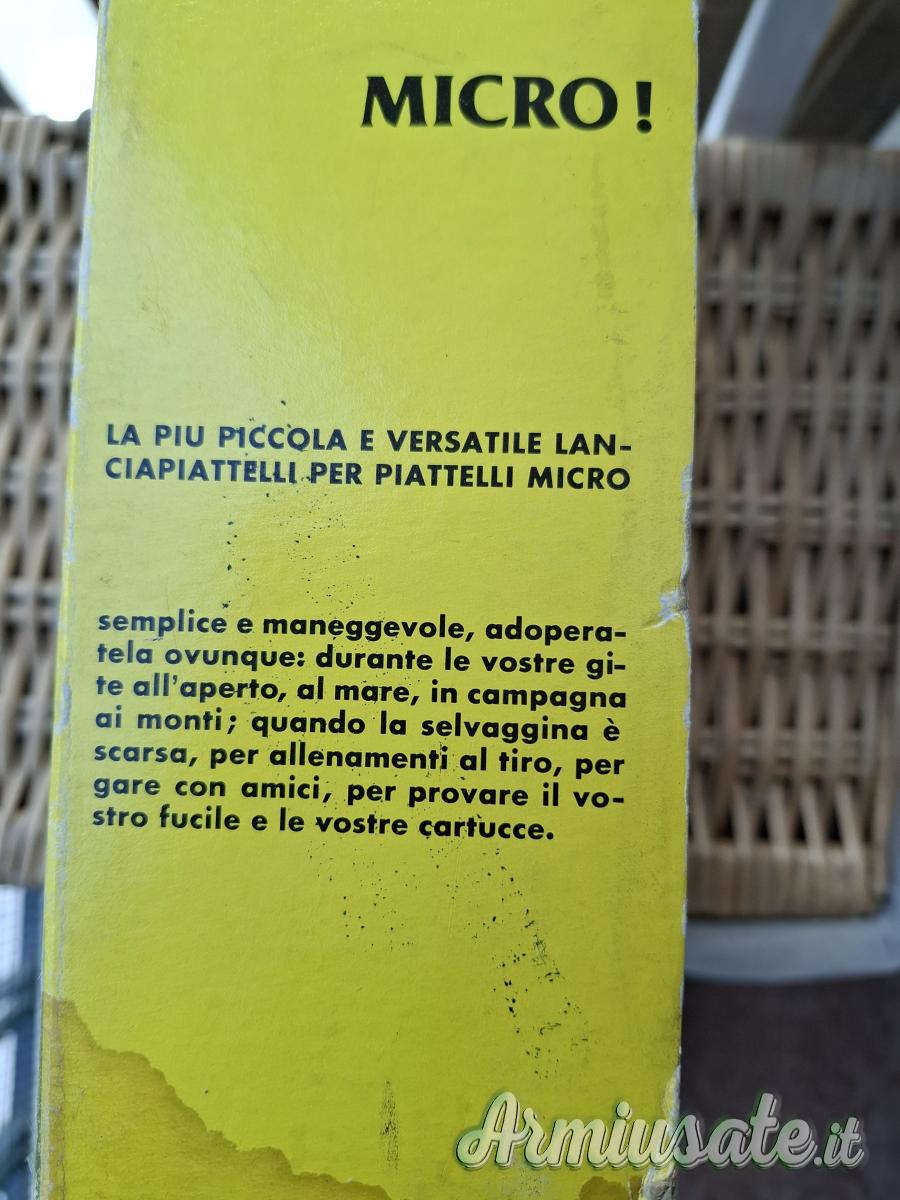 MICRO!
LA PIU PICCOLA E VERSATILE LAN-
CIAPIATTELLI PER PIATTELLI MICRO
semplice e maneggevole, adopera-
tela ovunque: durante le vostre gi-
te all'aperto, al mare, in campagna
ai monti; quando la selvaggina è
scarsa, per allenamenti al tiro, per
gare con amici, per provare il vo-
stro fucile e le vostre cartucce.
Armiusate.it